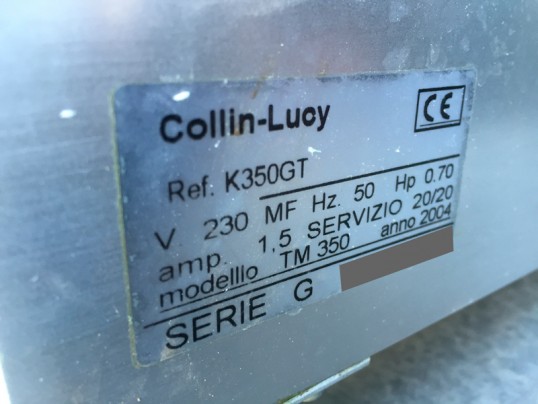 Collin-Lucy
CE
Ref. K350GT
V 230 MF Hz. 50 Hp 0.70
amp. 1,5 SERVIZIO 20/20
modellio TM 350 anno 2004
SERIE G